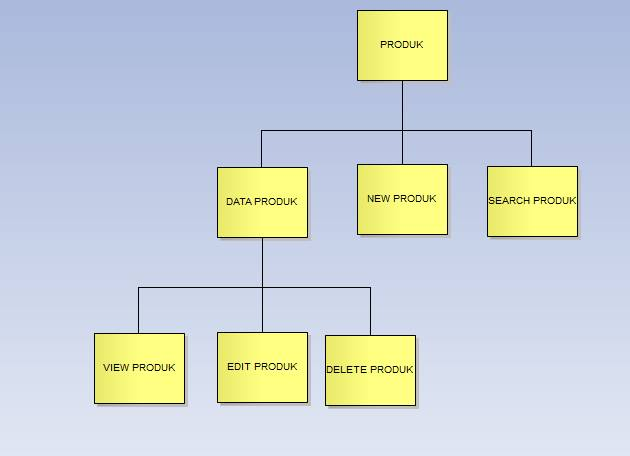 PRODUK
DATA PRODUK
NEW PRODUK
SEARCH PRODUK
VIEW PRODUK
EDIT PRODUK
DELETE PRODUK